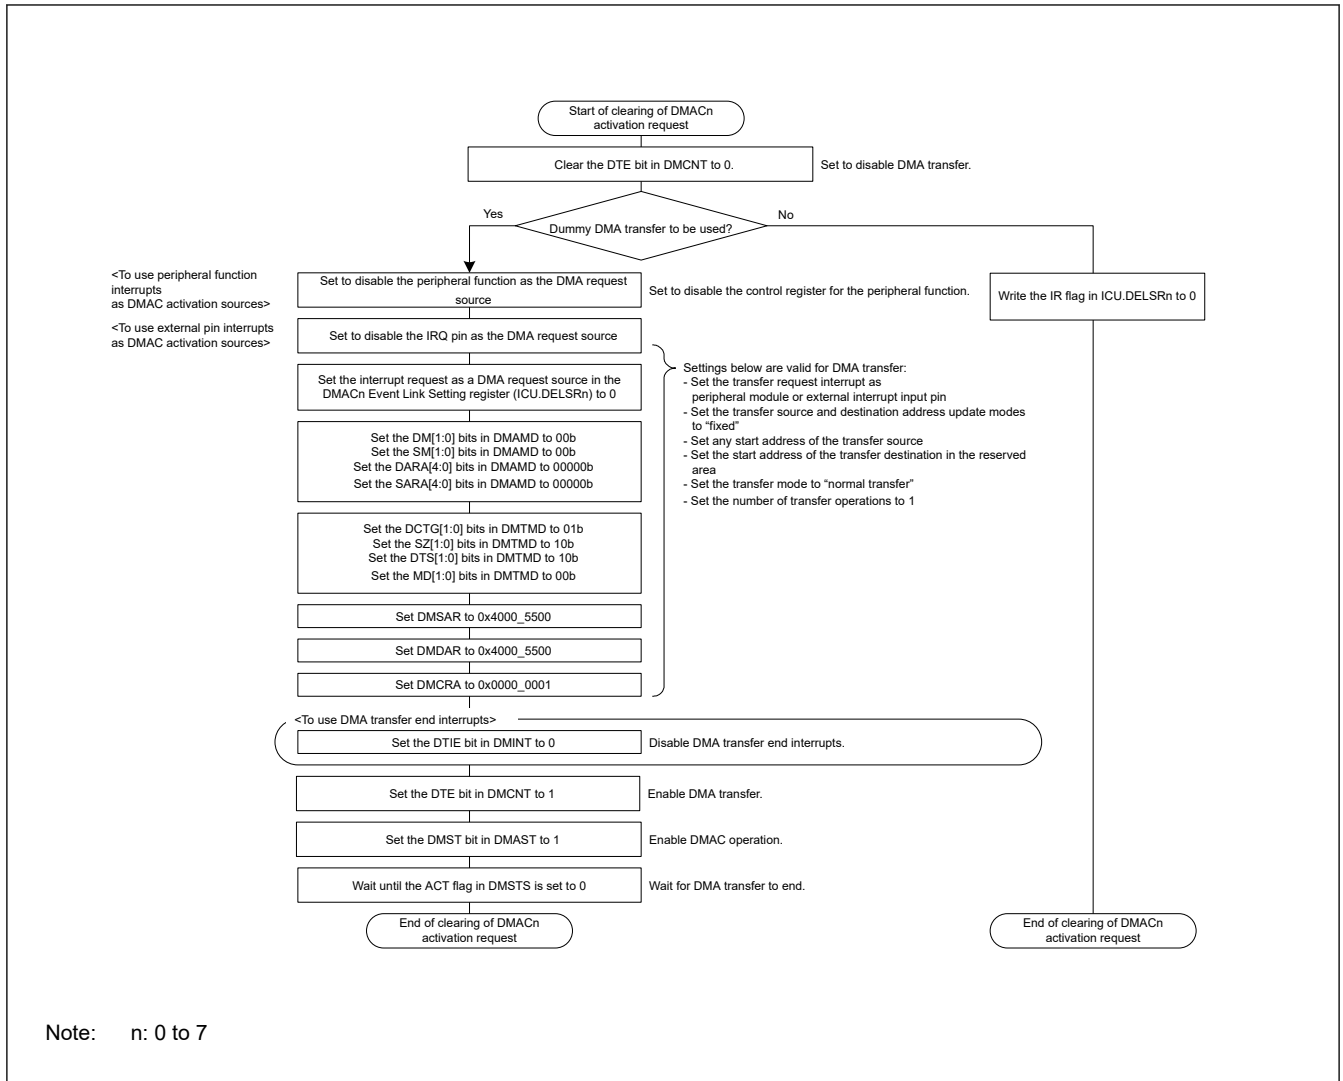 Start of clearing of DMACn
activation request
Clear the DTE bit in DMCNT to 0.
Set to disable DMA transfer.
Yes
No
Dummy DMA transfer to be used?
<To use peripheral function
interrupts
as DMAC activation sources>
Set to disable the peripheral function as the DMA request
source
Set to disable the control register for the peripheral function.
Write the IR flag in ICU.DELSRn to 0
<To use external pin interrupts
as DMAC activation sources>
Set to disable the IRQ pin as the DMA request source
Set the interrupt request as a DMA request source in the
DMACn Event Link Setting register (ICU.DELSRn) to 0
Settings below are valid for DMA transfer:
- Set the transfer request interrupt as
peripheral module or external interrupt input pin
- Set the transfer source and destination address update modes
to “fixed”
- Set any start address of the transfer source
- Set the start address of the transfer destination in the reserved
area
- Set the transfer mode to “normal transfer”
- Set the number of transfer operations to 1
Set the DM[1:0] bits in DMAMD to 00b
Set the SM[1:0] bits in DMAMD to 00b
Set the DARA[4:0] bits in DMAMD to 00000b
Set the SARA[4:0] bits in DMAMD to 00000b
Set the DCTG[1:0] bits in DMTMD to 01b
Set the SZ[1:0] bits in DMTMD to 10b
Set the DTS[1:0] bits in DMTMD to 10b
Set the MD[1:0] bits in DMTMD to 00b
Set DMSAR to 0x4000_5500
Set DMDAR to 0x4000_5500
Set DMCRA to 0x0000_0001
<To use DMA transfer end interrupts>
Set the DTIE bit in DMINT to 0
Disable DMA transfer end interrupts.
Set the DTE bit in DMCNT to 1
Enable DMA transfer.
Set the DMST bit in DMAST to 1
Enable DMAC operation.
Wait until the ACT flag in DMSTS is set to 0
Wait for DMA transfer to end.
End of clearing of DMACn
activation request
End of clearing of DMACn
activation request
Note: n: 0 to 7